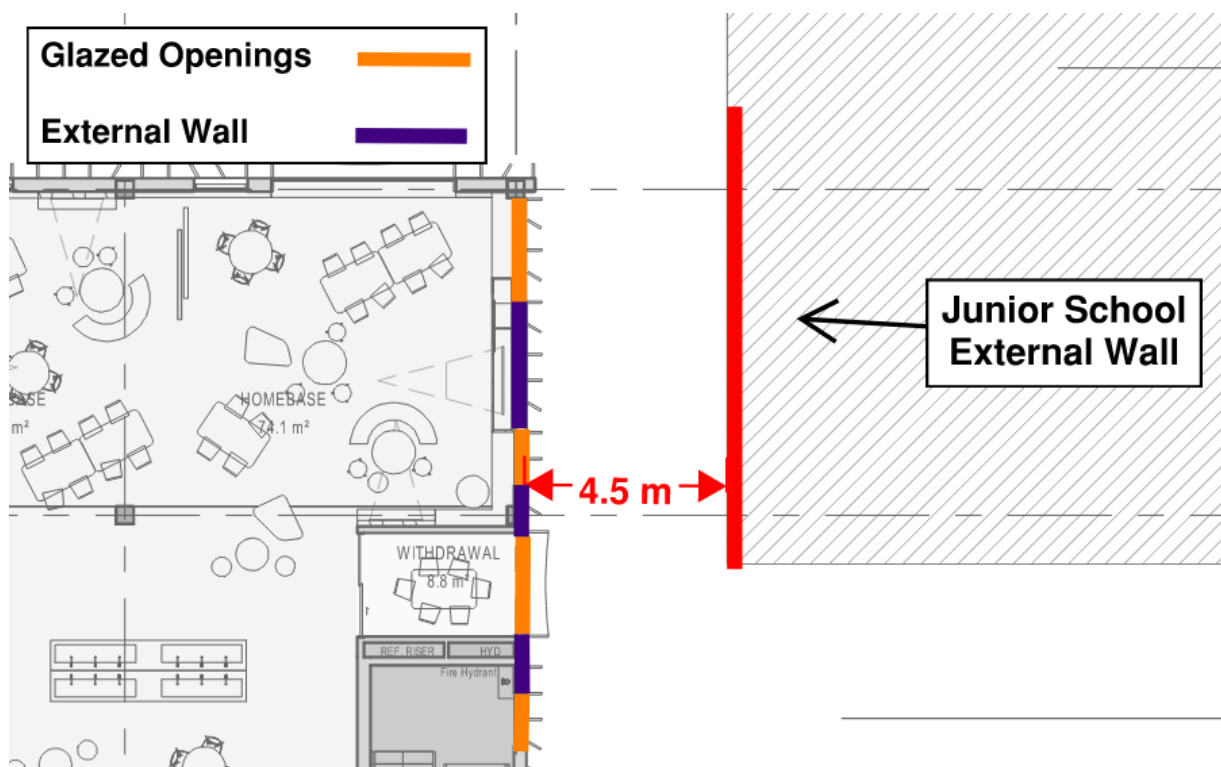 Glazed Openings
External Wall
Junior School
External Wall
HOMEBASE
74.1 m²
m²
4.5 m
WITHDRAWAL
8.8 m²
REF. RISER
HYD
Fire Hydrant